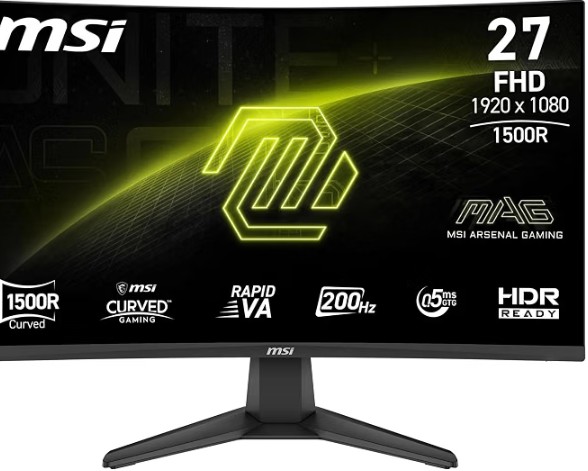 msi
27
FHD
1920 x 1080
1500R
MAG
MSI ARSENAL GAMING
1500R
Curved
msi
CURVED™
GAMING
RAPID
VA
200Hz
0.5ms
GTG
HDR
READY
msi